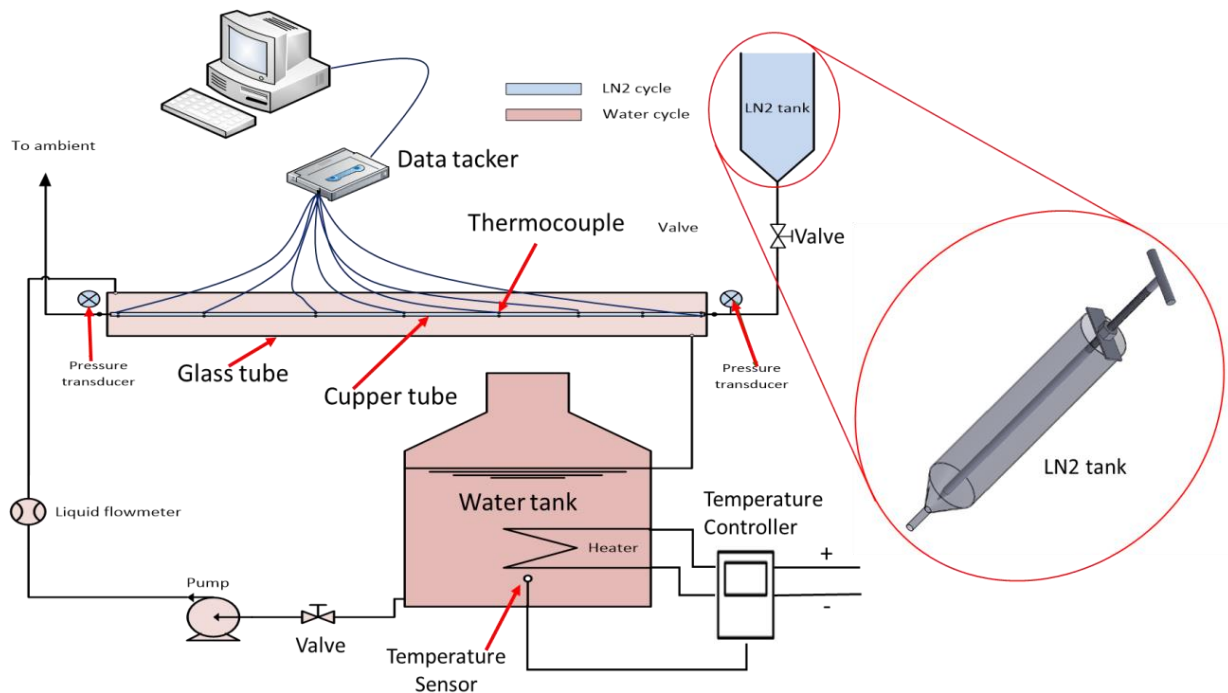 LN2 cycle
Water cycle
LN2 tank
To ambient
Data tacker
Thermocouple
Valve
Valve
Pressure
transducer
Glass tube
Cupper tube
Pressure
transducer
LN2 tank
Water tank
Temperature
Controller
Liquid flowmeter
Heater
+
-
Pump
Valve
Temperature
Sensor